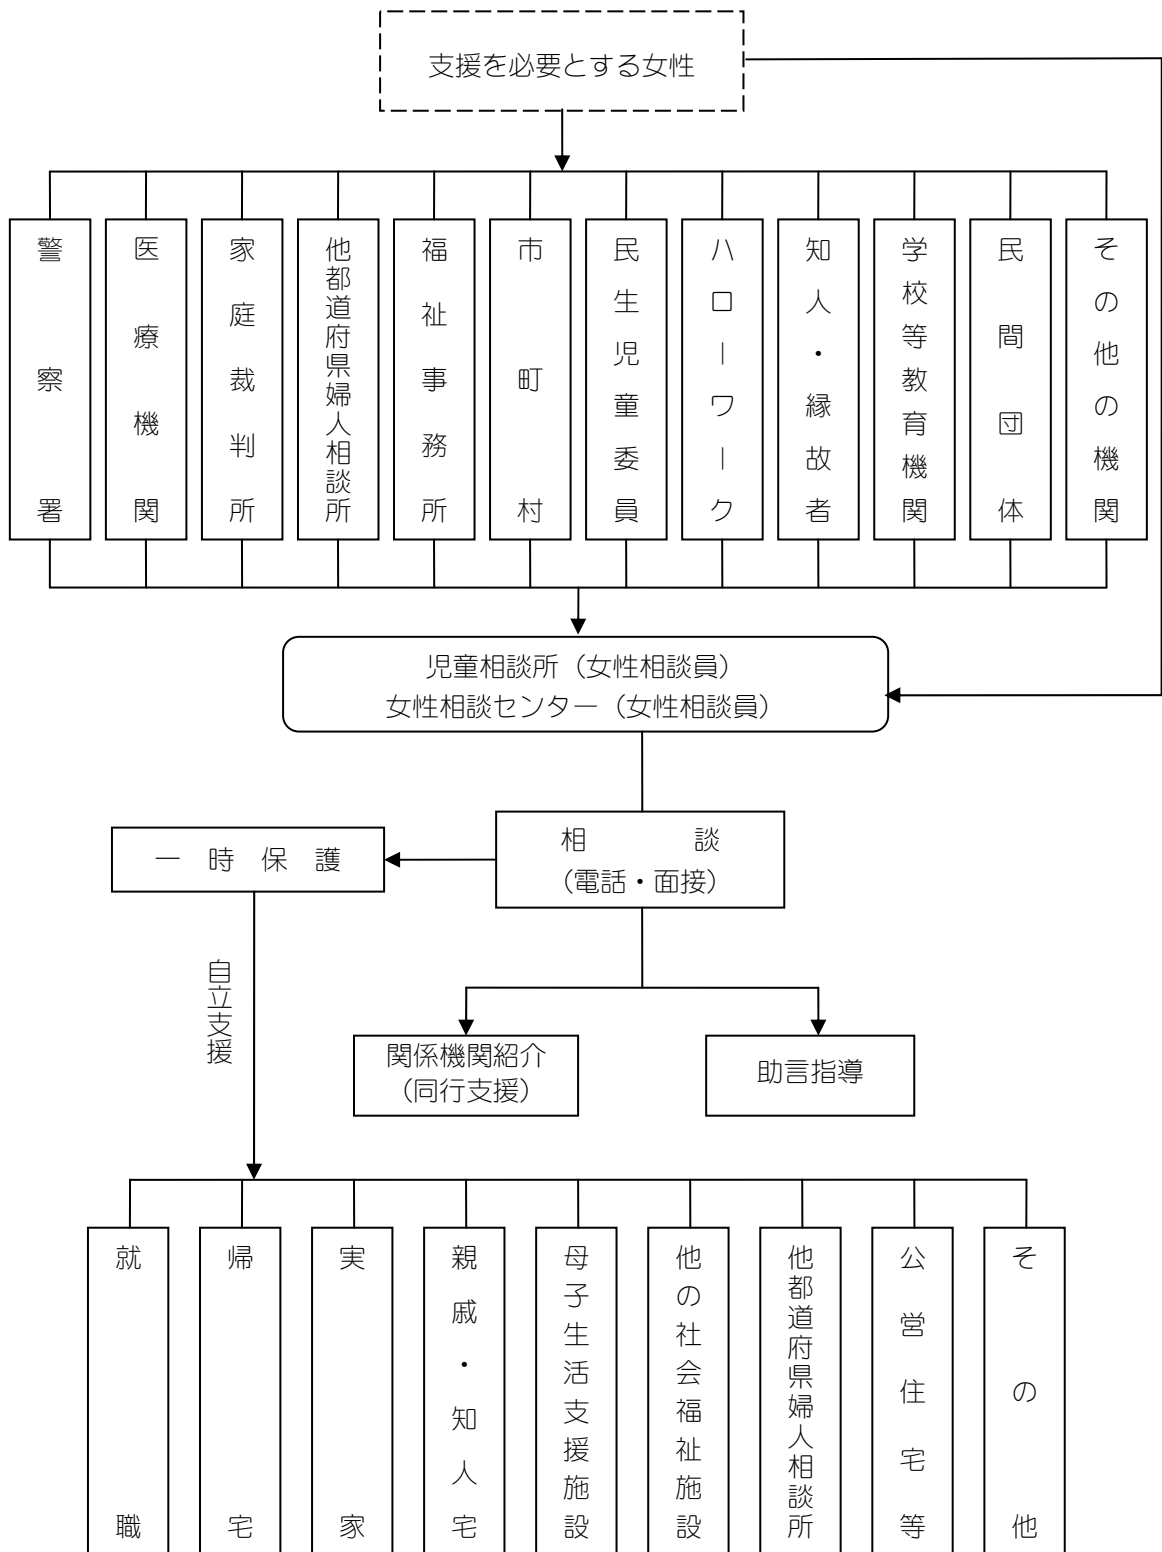 支援を必要とする女性
警察署
医療機関
家庭裁判所
他都道府県婦人相談所
福祉事務所
市町村
民生児童委員
ハローワーク
知人・縁故者
学校等教育機関
民間団体
その他の機関
児童相談所（女性相談員）
女性相談センター（女性相談員）
相談
（電話・面接）
一時保護
自立支援
関係機関紹介
（同行支援）
助言指導
就職
帰宅
実家
親戚・知人宅
母子生活支援施設
他の社会福祉施設
他都道府県婦人相談所
公営住宅等
その他